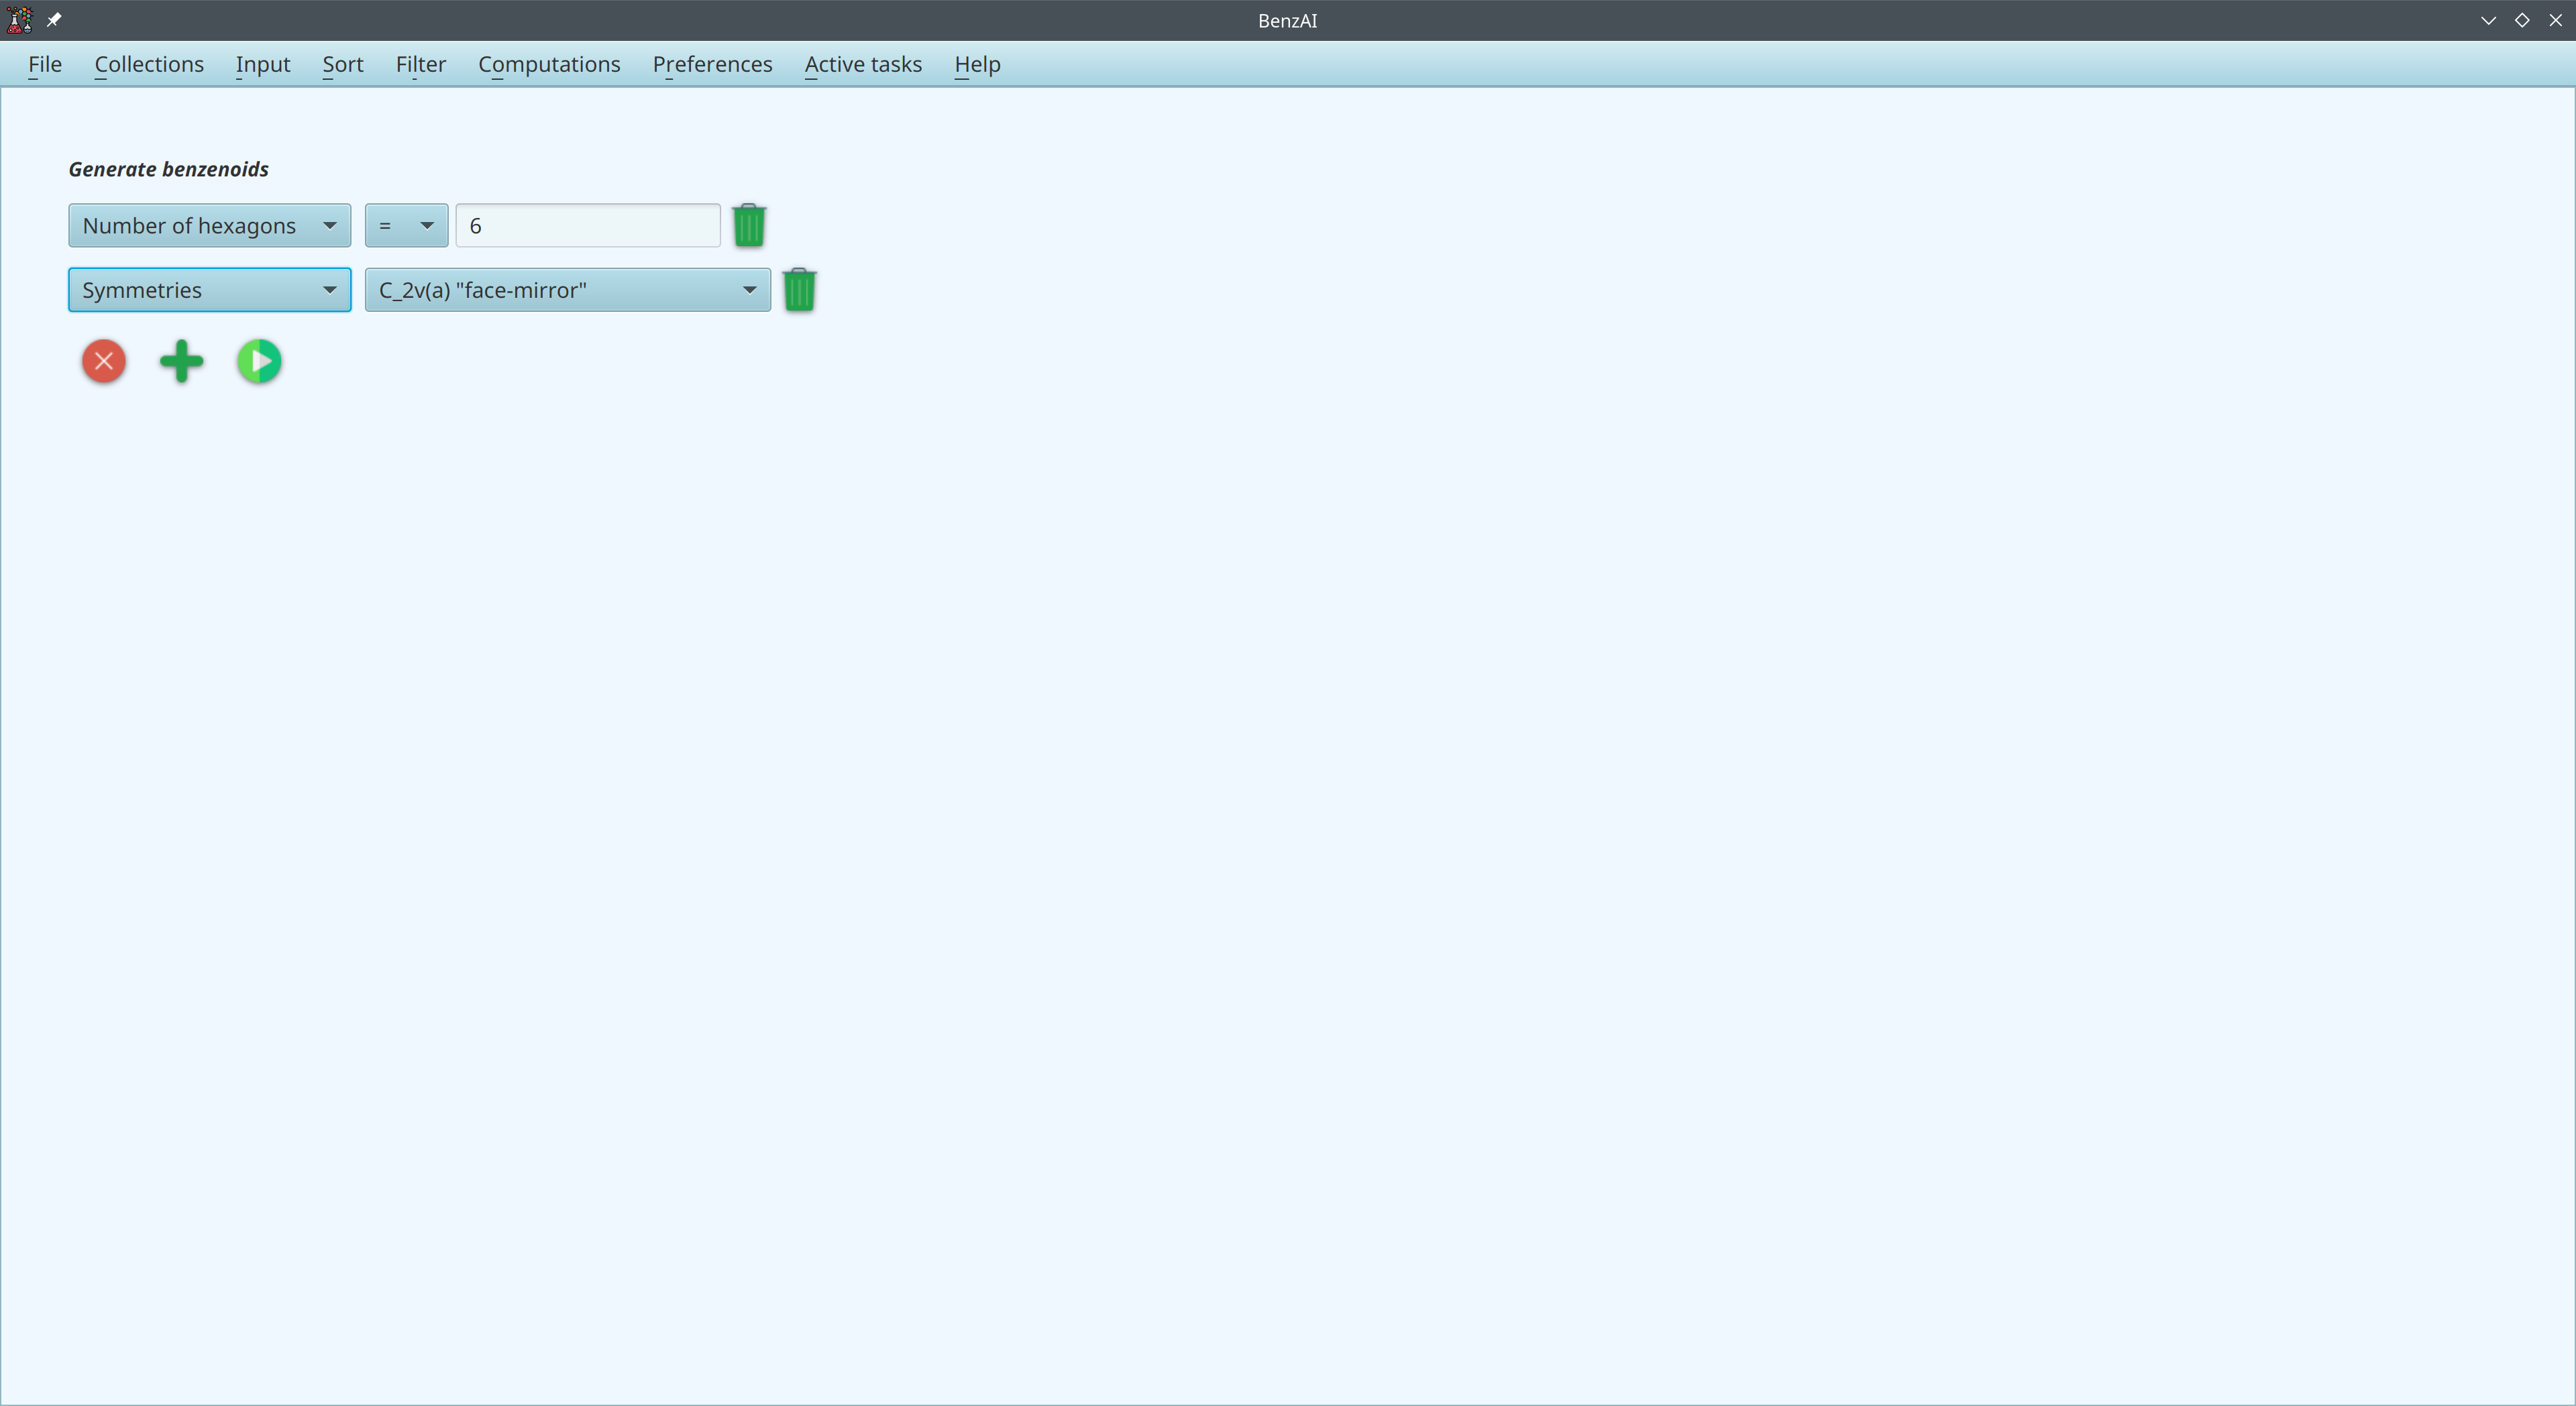 BenzAI
File Collections Input Sort Filter Computations Preferences Active tasks Help
Generate benzenoids
Number of hexagons = 6
Symmetries C_2v(a) "face-mirror"